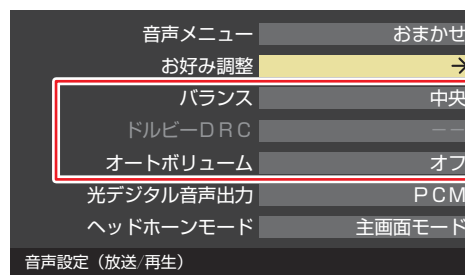 音声メニュー おまかせ
お好み調整 →
バランス 中央
ドルビーＤＲＣ －－
オートボリューム オフ
光デジタル音声出力 ＰＣＭ
ヘッドホーンモード 主画面モード
音声設定（放送/再生）